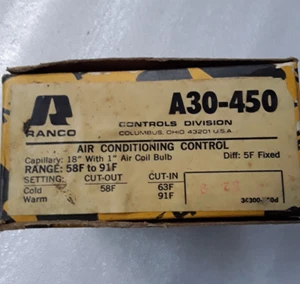 RANCO
A30-450
CONTROLS DIVISION
COLUMBUS, OHIO 43201 U.S.A.
AIR CONDITIONING CONTROL
Capillary: 18" With 1" Air Coil Bulb Diff: 5F Fixed
RANGE: 58F to 91F
SETTING: CUT-OUT CUT-IN
Cold 58F 63F
Warm 91F